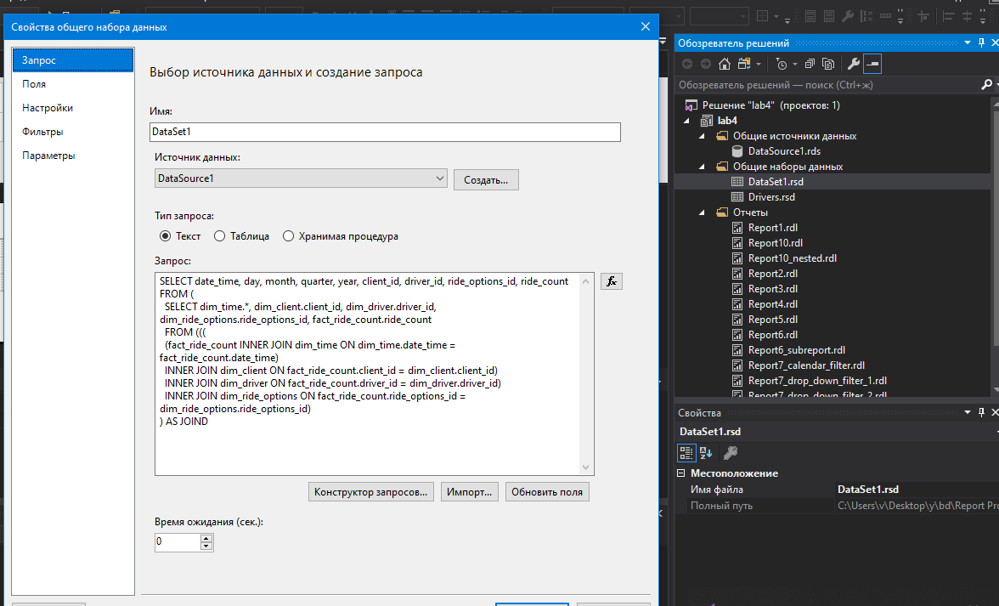 Свойства общего набора данных
Запрос
Поля
Настройки
Фильтры
Параметры
Выбор источника данных и создание запроса
Имя:
DataSet1
Источник данных:
DataSource1
Создать...
Тип запроса:
Текст
Таблица
Хранимая процедура
Запрос:
SELECT date_time, day, month, quarter, year, client_id, driver_id, ride_options_id, ride_count
FROM (
SELECT dim_time.*, dim_client.client_id, dim_driver.driver_id,
dim_ride_options.ride_options_id, fact_ride_count.ride_count
FROM (((
(fact_ride_count INNER JOIN dim_time ON dim_time.date_time =
fact_ride_count.date_time)
INNER JOIN dim_client ON fact_ride_count.client_id = dim_client.client_id)
INNER JOIN dim_driver ON fact_ride_count.driver_id = dim_driver.driver_id)
INNER JOIN dim_ride_options ON fact_ride_count.ride_options_id =
dim_ride_options.ride_options_id)
) AS JOIND
fx
Конструктор запросов...
Импорт...
Обновить поля
Время ожидания (сек.):
0
Обозреватель решений
Обозреватель решений — поиск (Ctrl+ж)
Решение "lab4" (проектов: 1)
lab4
Общие источники данных
DataSource1.rds
Общие наборы данных
DataSet1.rsd
Drivers.rsd
Отчеты
Report1.rdl
Report10.rdl
Report10_nested.rdl
Report2.rdl
Report3.rdl
Report4.rdl
Report5.rdl
Report6.rdl
Report6_subreport.rdl
Report7_calendar_filter.rdl
Report7_drop_down_filter_1.rdl
Report7_drop_down_filter_2.rdl
Свойства
DataSet1.rsd
Местоположение
Имя файла
DataSet1.rsd
Полный путь
C:\Users\v\Desktop\y\bd\Report Pro